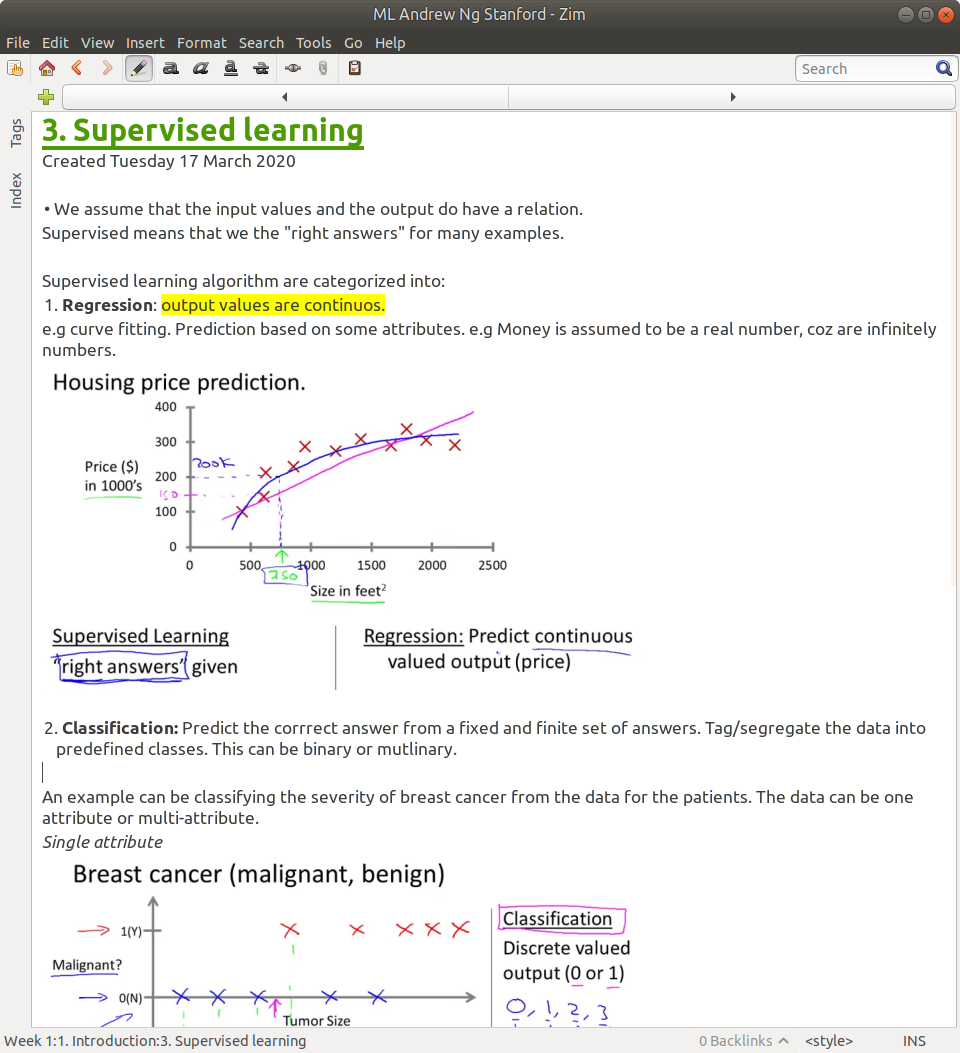 ML Andrew Ng Stanford - Zim
File Edit View Insert Format Search Tools Go Help
Search
Tags
Index
3. Supervised learning
Created Tuesday 17 March 2020
• We assume that the input values and the output do have a relation.
Supervised means that we the "right answers" for many examples.
Supervised learning algorithm are categorized into:
1. Regression: output values are continuos.
e.g curve fitting. Prediction based on some attributes. e.g Money is assumed to be a real number, coz are infinitely
numbers.
Housing price prediction.
400
300
200K
Price ($)
in 1000's
200
150
100
0
0 500 1000 1500 2000 2500
750
Size in feet²
Supervised Learning
"right answers" given
Regression: Predict continuous
valued output (price)
2. Classification: Predict the corrrect answer from a fixed and finite set of answers. Tag/segregate the data into
predefined classes. This can be binary or mutlinary.
An example can be classifying the severity of breast cancer from the data for the patients. The data can be one
attribute or multi-attribute.
Single attribute
Breast cancer (malignant, benign)
1(Y)
Malignant?
0(N)
Tumor Size
Classification
Discrete valued
output (0 or 1)
0, 1, 2, 3
Week 1:1. Introduction:3. Supervised learning
0 Backlinks
<style>
INS